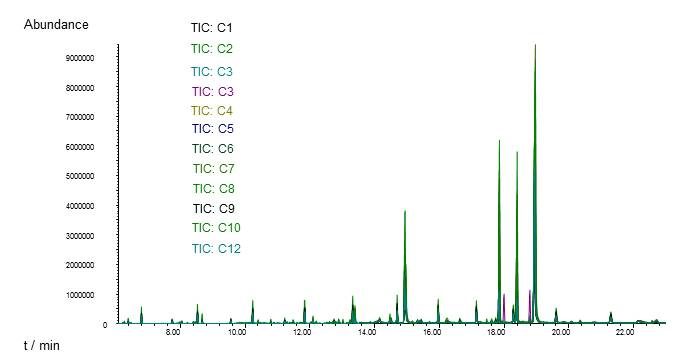 Abundance
TIC: C1
TIC: C2
TIC: C3
TIC: C3
TIC: C4
TIC: C5
TIC: C6
TIC: C7
TIC: C8
TIC: C9
TIC: C10
TIC: C12
9000000
8000000
7000000
6000000
5000000
4000000
3000000
2000000
1000000
0
8.00 10.00 12.00 14.00 16.00 18.00 20.00 22.00
t / min